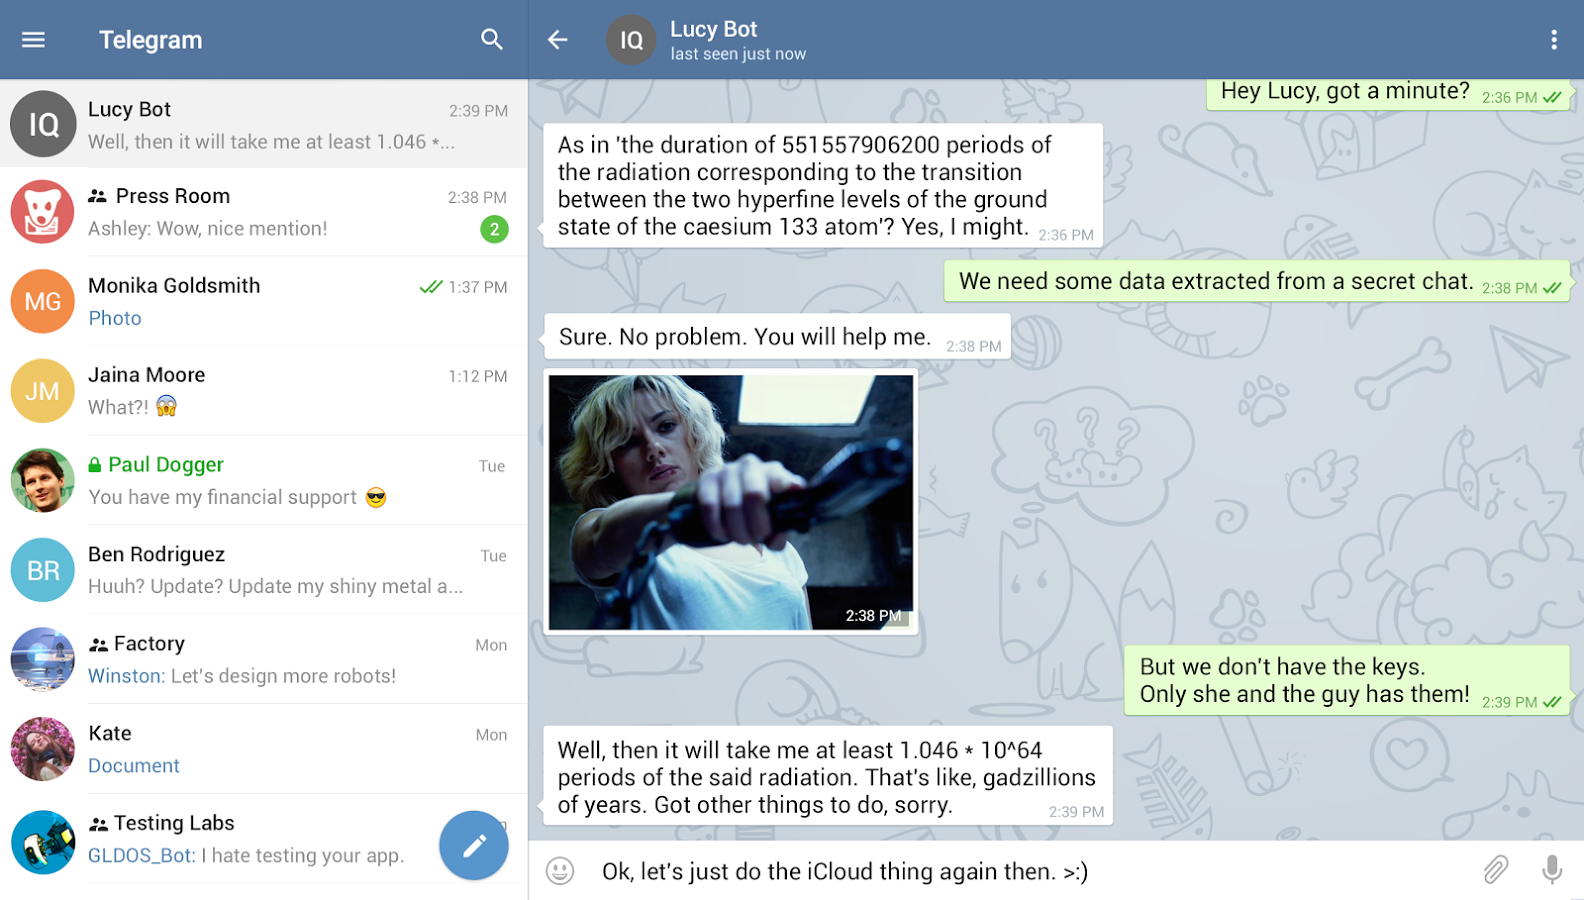 Telegram
IQ
Lucy Bot
2:39 PM
Well, then it will take me at least 1.046 *...
Press Room
2:38 PM
Ashley: Wow, nice mention!
2
MG
Monika Goldsmith
1:37 PM
Photo
JM
Jaina Moore
1:12 PM
What?! 😱
Paul Dogger
Tue
You have my financial support 😎
BR
Ben Rodriguez
Tue
Huuh? Update? Update my shiny metal a...
Factory
Mon
Winston: Let's design more robots!
Kate
Mon
Document
Testing Labs
GLDOS_Bot: I hate testing your app.
IQ
Lucy Bot
last seen just now
Hey Lucy, got a minute? 2:36 PM
As in 'the duration of 551557906200 periods of
the radiation corresponding to the transition
between the two hyperfine levels of the ground
state of the caesium 133 atom'? Yes, I might. 2:36 PM
We need some data extracted from a secret chat. 2:38 PM
Sure. No problem. You will help me. 2:38 PM
2:38 PM
But we don't have the keys.
Only she and the guy has them! 2:39 PM
Well, then it will take me at least 1.046 * 10^64
periods of the said radiation. That's like, gadzillions
of years. Got other things to do, sorry. 2:39 PM
Ok, let's just do the iCloud thing again then. >:)